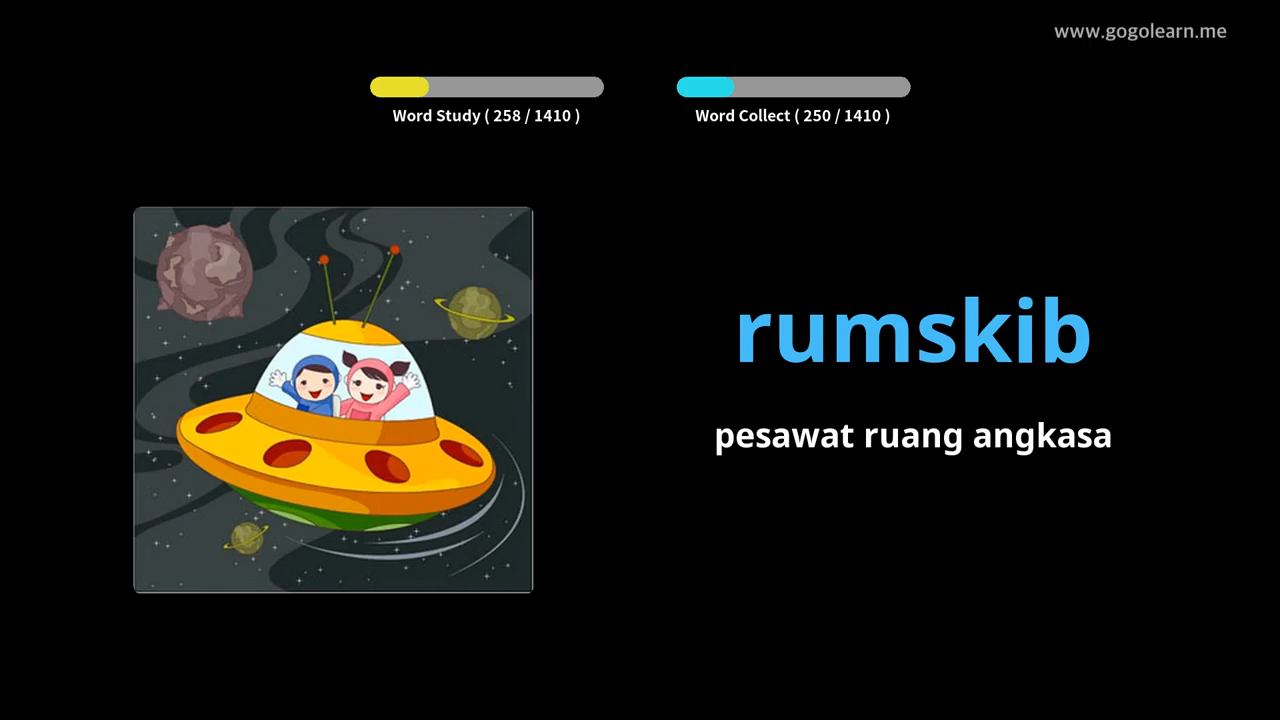 www.gogolearn.me
Word Study ( 258 / 1410 )
Word Collect ( 250 / 1410 )
rumskib
pesawat ruang angkasa